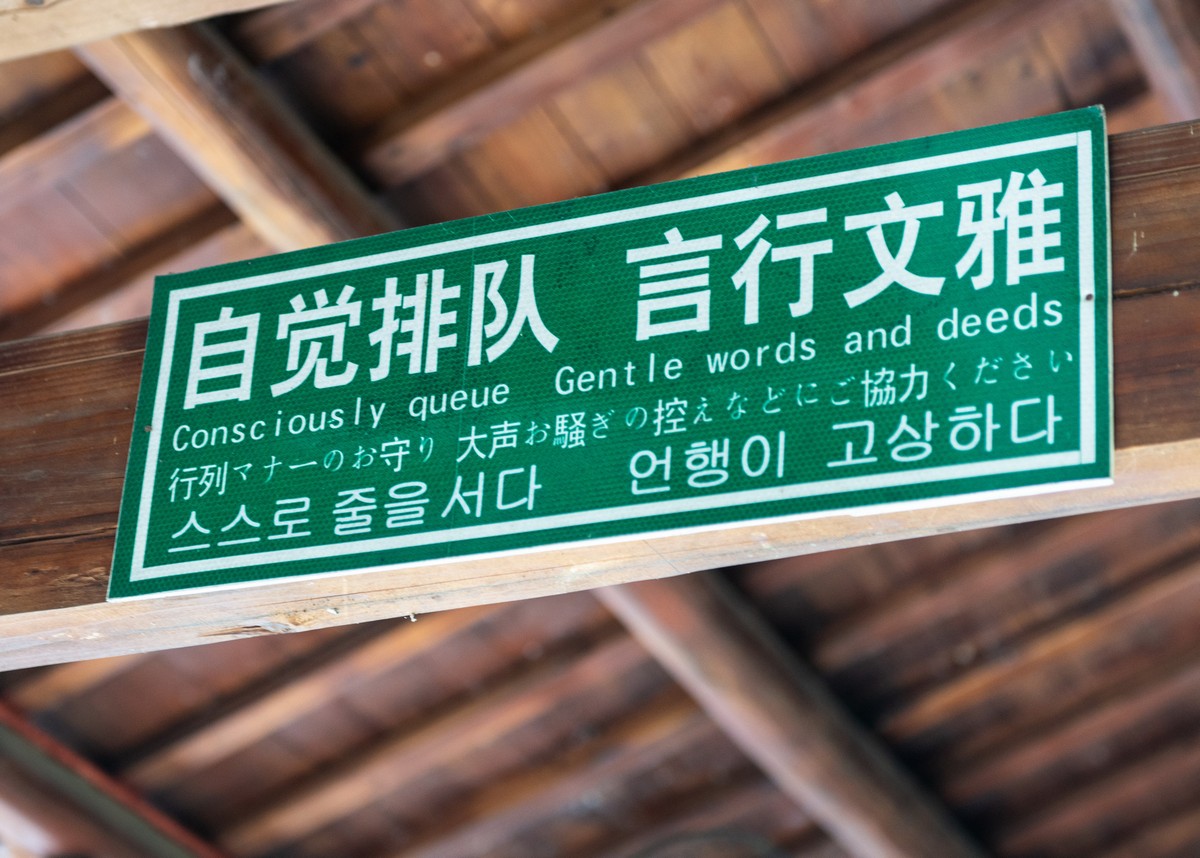 自觉排队 言行文雅
Consciously queue Gentle words and deeds
行列マナーのお守り 大声お騒ぎの控えなどにご協力ください
스스로 줄을 서다 언행이 고상하다